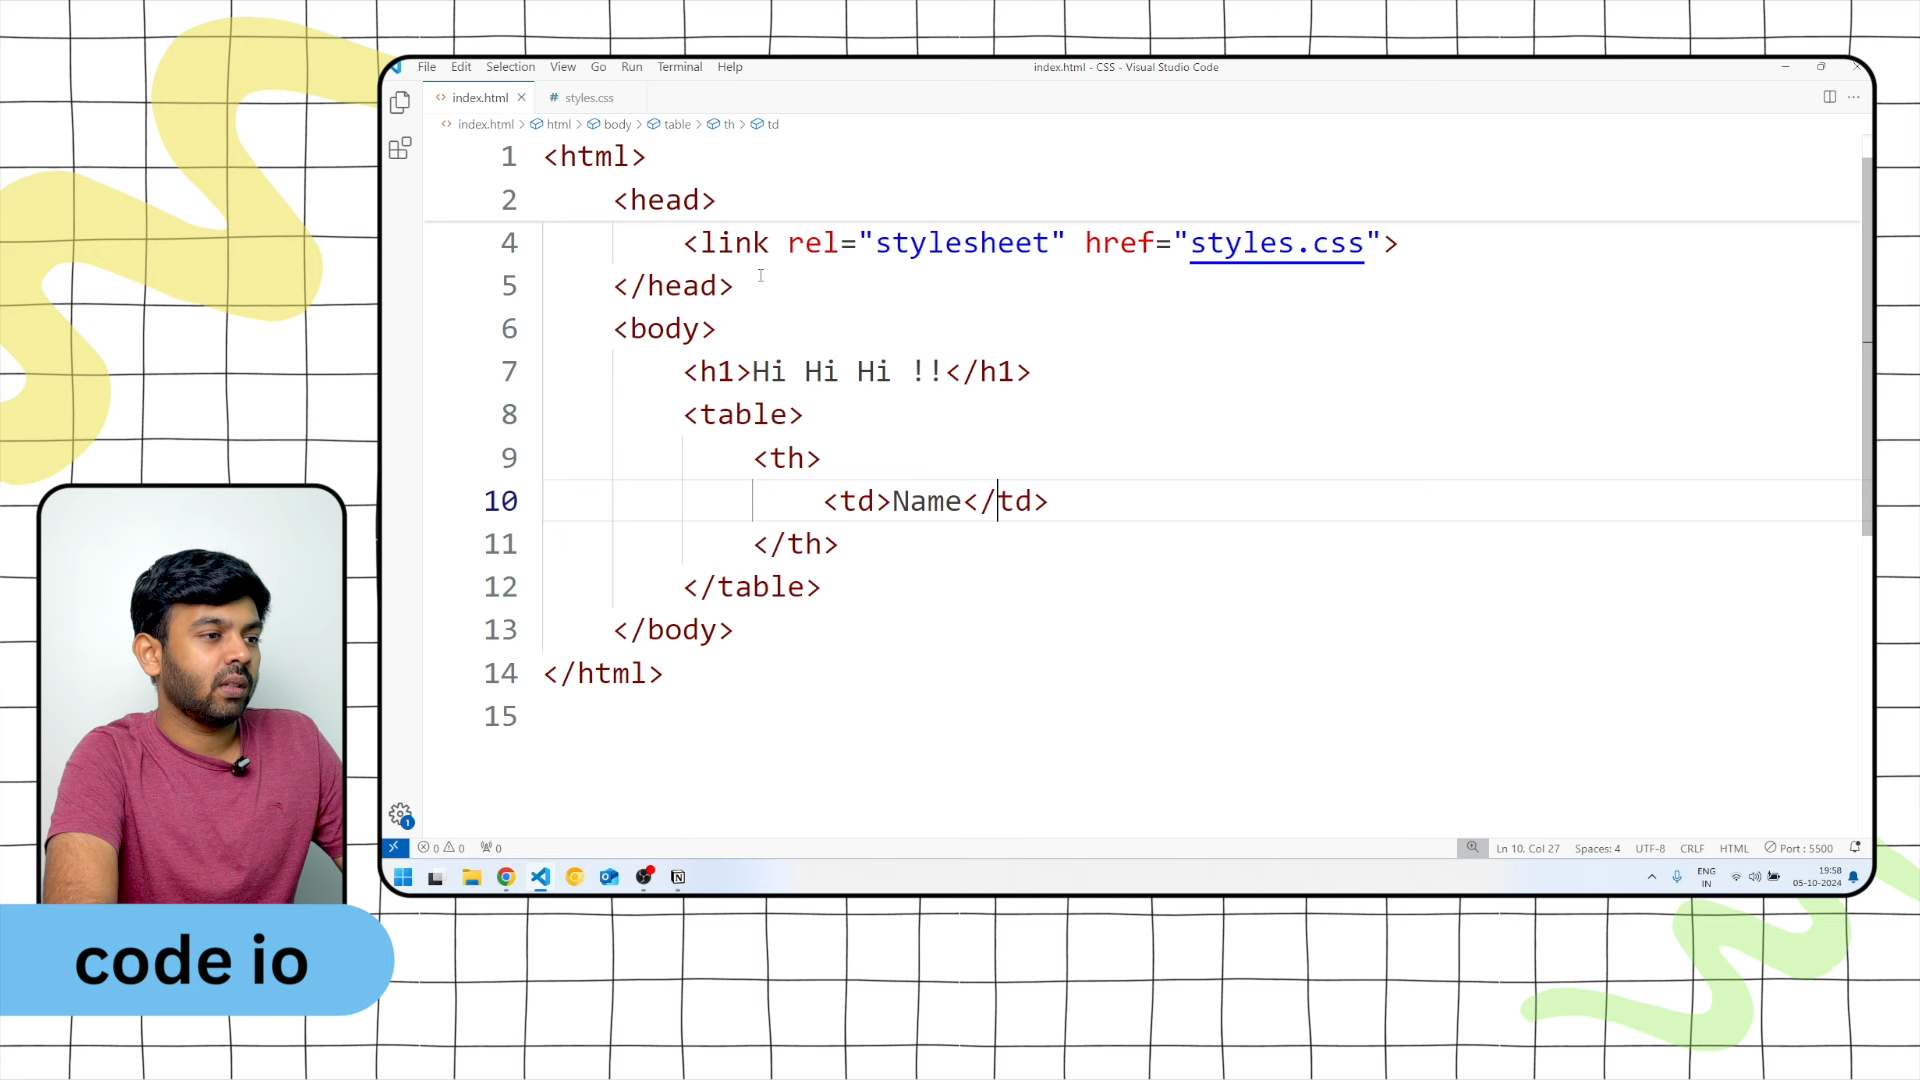 File Edit Selection View Go Run Terminal Help
index.html - CSS - Visual Studio Code
index.html
# styles.css
index.html > html > body > table > th > td
1 <html>
2 <head>
4 <link rel="stylesheet" href="styles.css">
5 </head>
6 <body>
7 <h1>Hi Hi Hi !!</h1>
8 <table>
9 <th>
10 <td>Name</td>
11 </th>
12 </table>
13 </body>
14 </html>
15
0 0 0
Ln 10, Col 27 Spaces: 4 UTF-8 CRLF HTML Port : 5500
1
ENG
IN
19:58
05-10-2024
code io